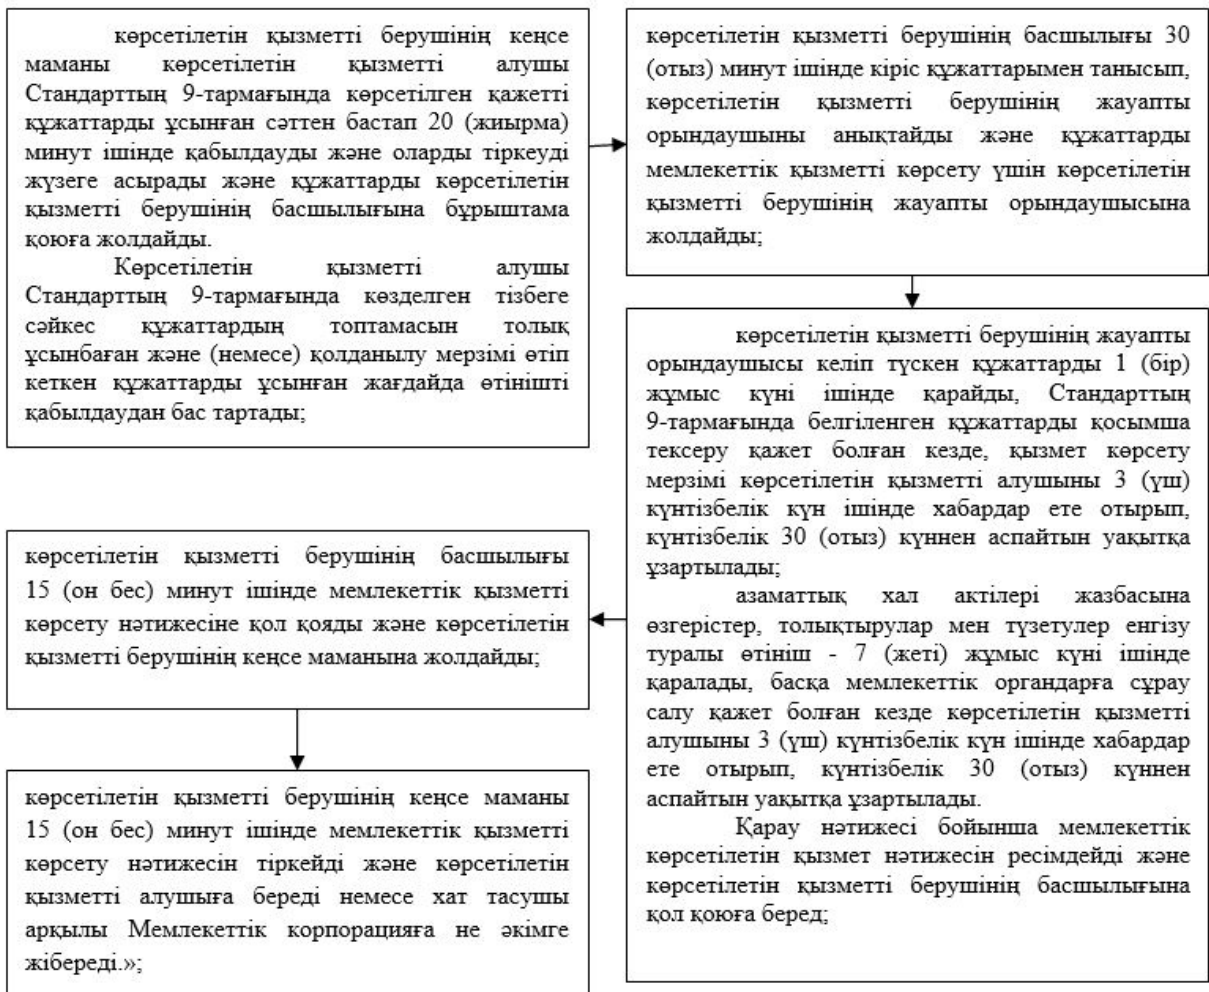 көрсетілетін қызметті берушінің кеңсе
маманы көрсетілетін қызметті алушы
Стандарттың 9-тармағында көрсетілген қажетті
құжаттарды ұсынған сәттен бастап 20 (жиырма)
минут ішінде қабылдауды және оларды тіркеуді
жүзеге асырады және құжаттарды көрсетілетін
қызметті берушінің басшылығына бұрыштама
қоюға жолдайды.
Көрсетілетін қызметті алушы
Стандарттың 9-тармағында көзделген тізбеге
сәйкес құжаттардың топтамасын толық
ұсынбаған және (немесе) қолданылу мерзімі өтіп
кеткен құжаттарды ұсынған жағдайда өтінішті
қабылдаудан бас тартады;
көрсетілетін қызметті берушінің басшылығы 30
(отыз) минут ішінде кіріс құжаттарымен танысып,
көрсетілетін қызметті берушінің жауапты
орындаушыны анықтайды және құжаттарды
мемлекеттік қызметті көрсету үшін көрсетілетін
қызметті берушінің жауапты орындаушысына
жолдайды;
көрсетілетін қызметті берушінің жауапты
орындаушысы келіп түскен құжаттарды 1 (бір)
жұмыс күні ішінде қарайды, Стандарттың
9-тармағында белгіленген құжаттарды қосымша
тексеру қажет болған кезде, қызмет көрсету
мерзімі көрсетілетін қызметті алушыны 3 (үш)
күнтізбелік күн ішінде хабардар ете отырып,
күнтізбелік 30 (отыз) күннен аспайтын уақытқа
ұзартылады;
азаматтық хал актілері жазбасына
өзгерістер, толықтырулар мен түзетулер енгізу
туралы өтініш - 7 (жеті) жұмыс күні ішінде
қаралады, басқа мемлекеттік органдарға сұрау
салу қажет болған кезде көрсетілетін қызметті
алушыны 3 (үш) күнтізбелік күн ішінде хабардар
ете отырып, күнтізбелік 30 (отыз) күннен
аспайтын уақытқа ұзартылады.
Қарау нәтижесі бойынша мемлекеттік
көрсетілетін қызмет нәтижесін ресімдейді және
көрсетілетін қызметті берушінің басшылығына
қол қоюға беред;
көрсетілетін қызметті берушінің басшылығы
15 (он бес) минут ішінде мемлекеттік қызметті
көрсету нәтижесіне қол қояды және көрсетілетін
қызметті берушінің кеңсе маманына жолдайды;
көрсетілетін қызметті берушінің кеңсе маманы
15 (он бес) минут ішінде мемлекеттік қызметті
көрсету нәтижесін тіркейді және көрсетілетін
қызметті алушыға береді немесе хат тасушы
арқылы Мемлекеттік корпорацияға не әкімге
жібереді.»;